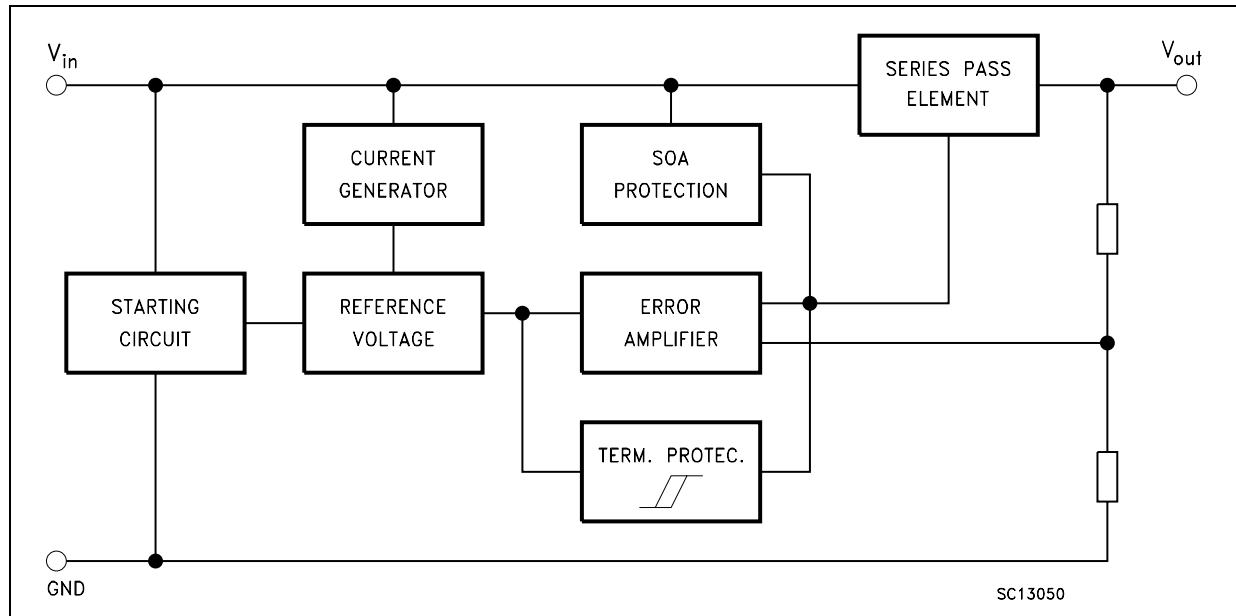 Vin
Vout
SERIES PASS
ELEMENT
CURRENT
GENERATOR
SOA
PROTECTION
STARTING
CIRCUIT
REFERENCE
VOLTAGE
ERROR
AMPLIFIER
TERM. PROTEC.
GND
SC13050